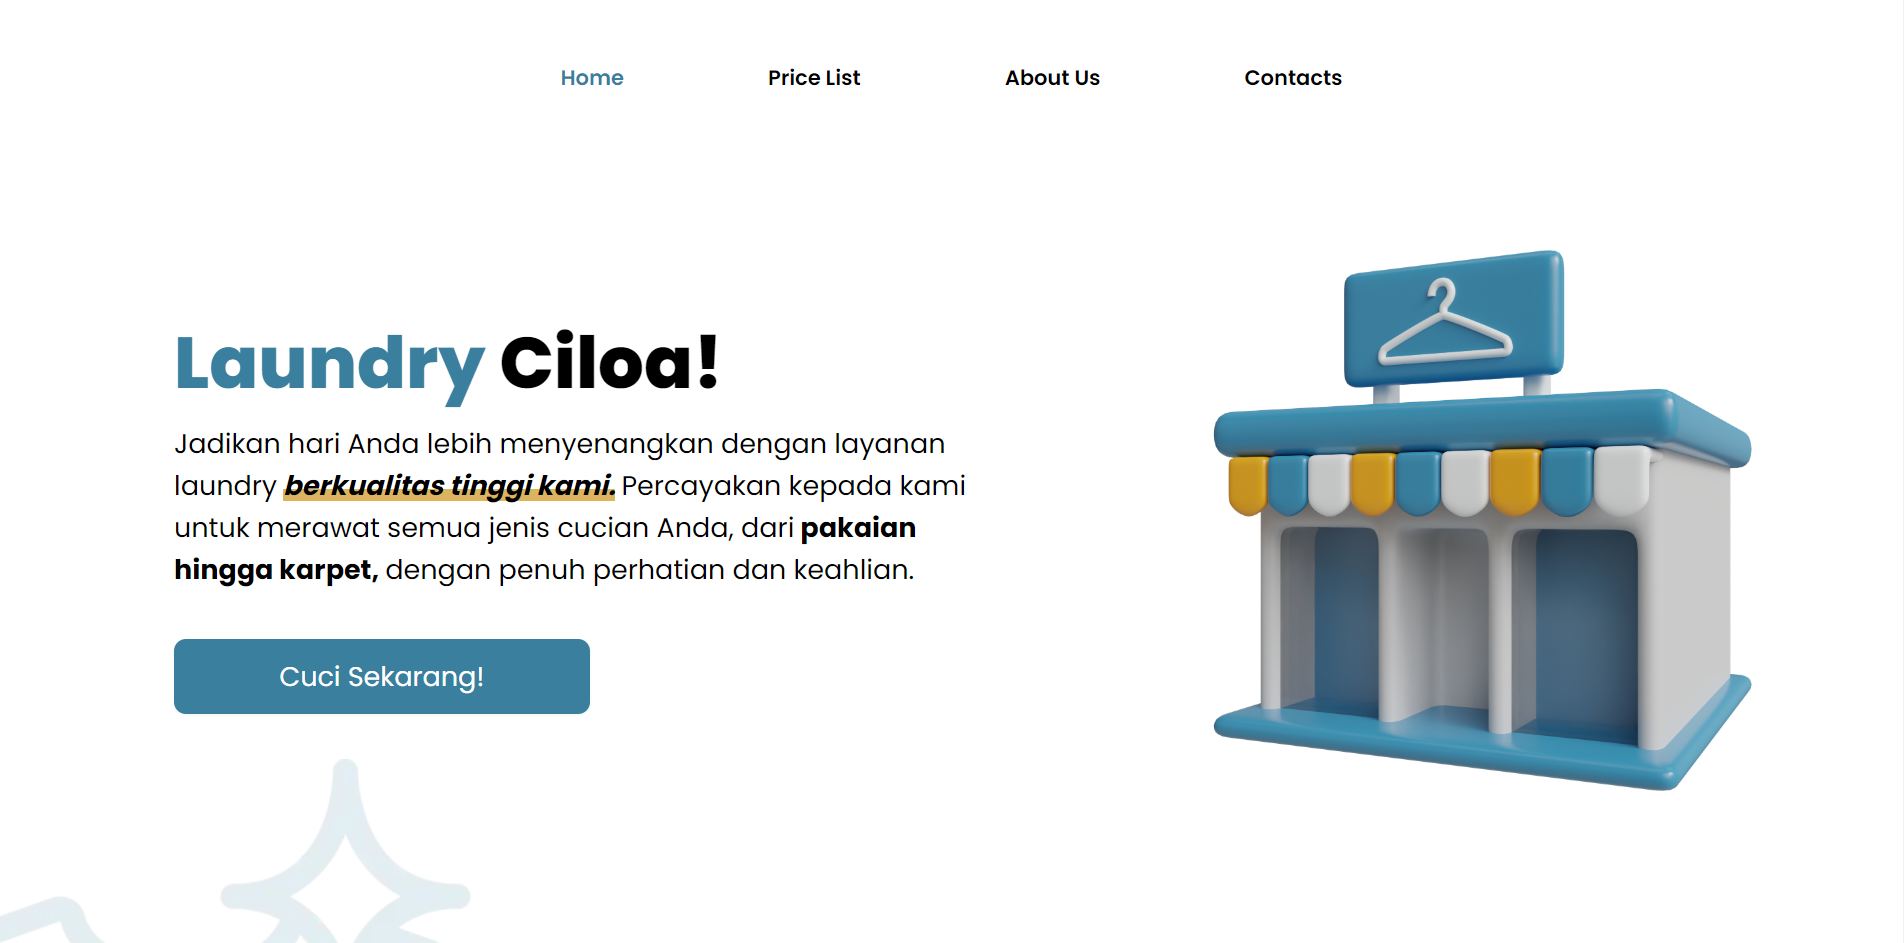 Home Price List About Us Contacts
Laundry Ciloa!
Jadikan hari Anda lebih menyenangkan dengan layanan
laundry berkualitas tinggi kami. Percayakan kepada kami
untuk merawat semua jenis cucian Anda, dari pakaian
hingga karpet, dengan penuh perhatian dan keahlian.
Cuci Sekarang!